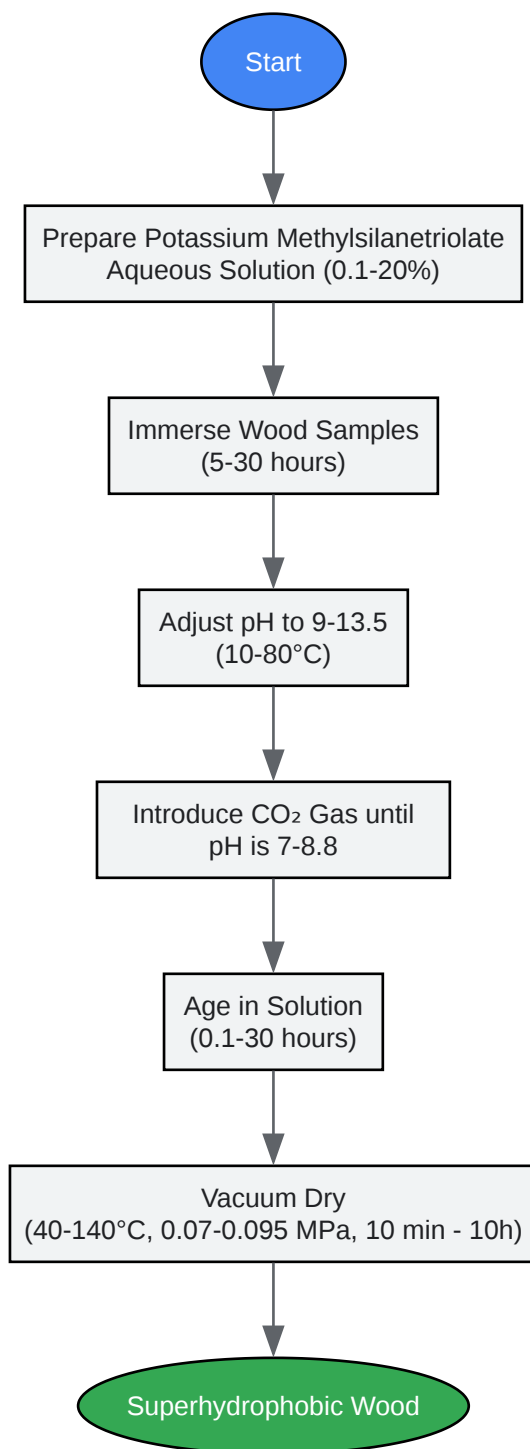 Start
Prepare Potassium Methylsilanetriolate
Aqueous Solution (0.1-20%)
Immerse Wood Samples
(5-30 hours)
Adjust pH to 9-13.5
(10-80°C)
Introduce CO₂ Gas until
pH is 7-8.8
Age in Solution
(0.1-30 hours)
Vacuum Dry
(40-140°C, 0.07-0.095 MPa, 10 min - 10h)
Superhydrophobic Wood